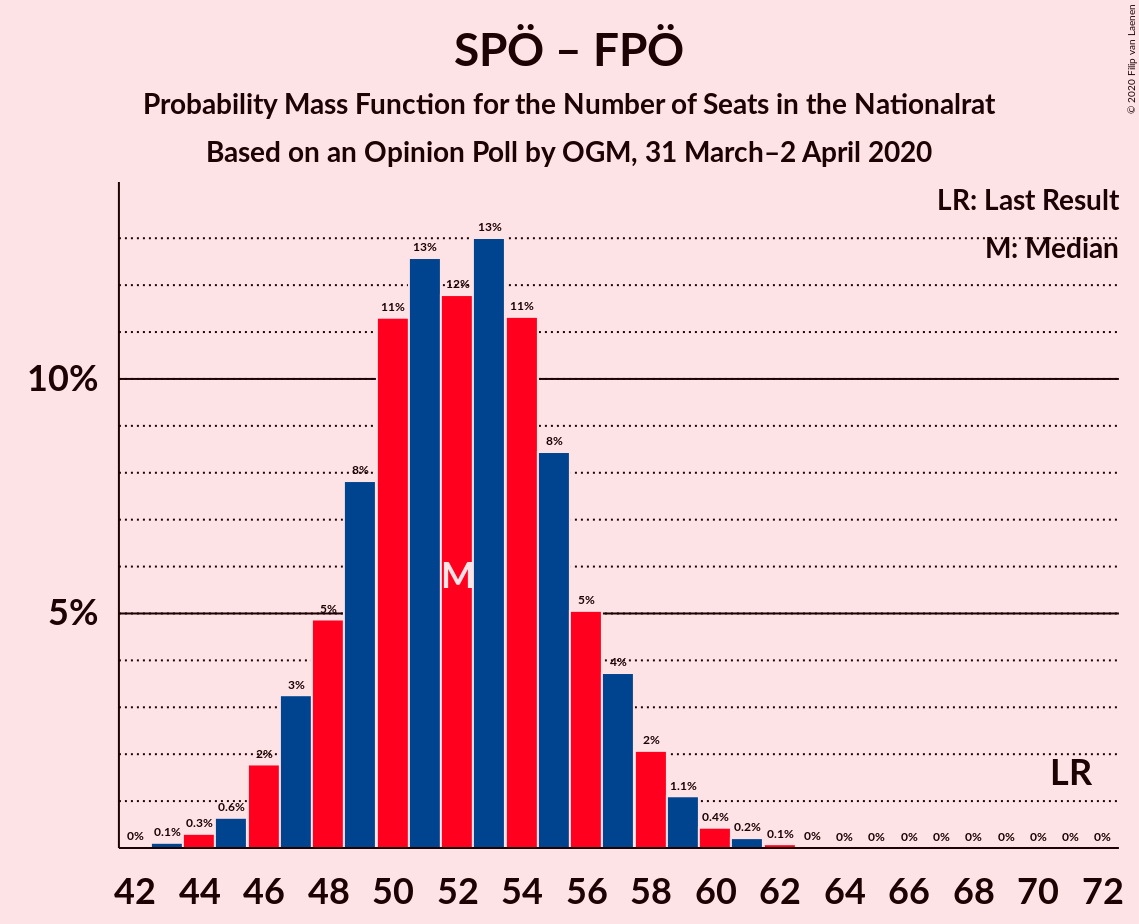 SPÖ – FPÖ
Probability Mass Function for the Number of Seats in the Nationalrat
Based on an Opinion Poll by OGM, 31 March–2 April 2020
© 2020 Filip van Laenen
LR: Last Result
M: Median
10%
5%
0% 0.1% 0.3% 0.6% 2% 3% 5% 8% 11% 13% 12% 13% 11% 8% 5% 4% 2% 1.1% 0.4% 0.2% 0.1% 0% 0% 0% 0% 0% 0% 0% 0% 0% 0%
M
LR
42 44 46 48 50 52 54 56 58 60 62 64 66 68 70 72